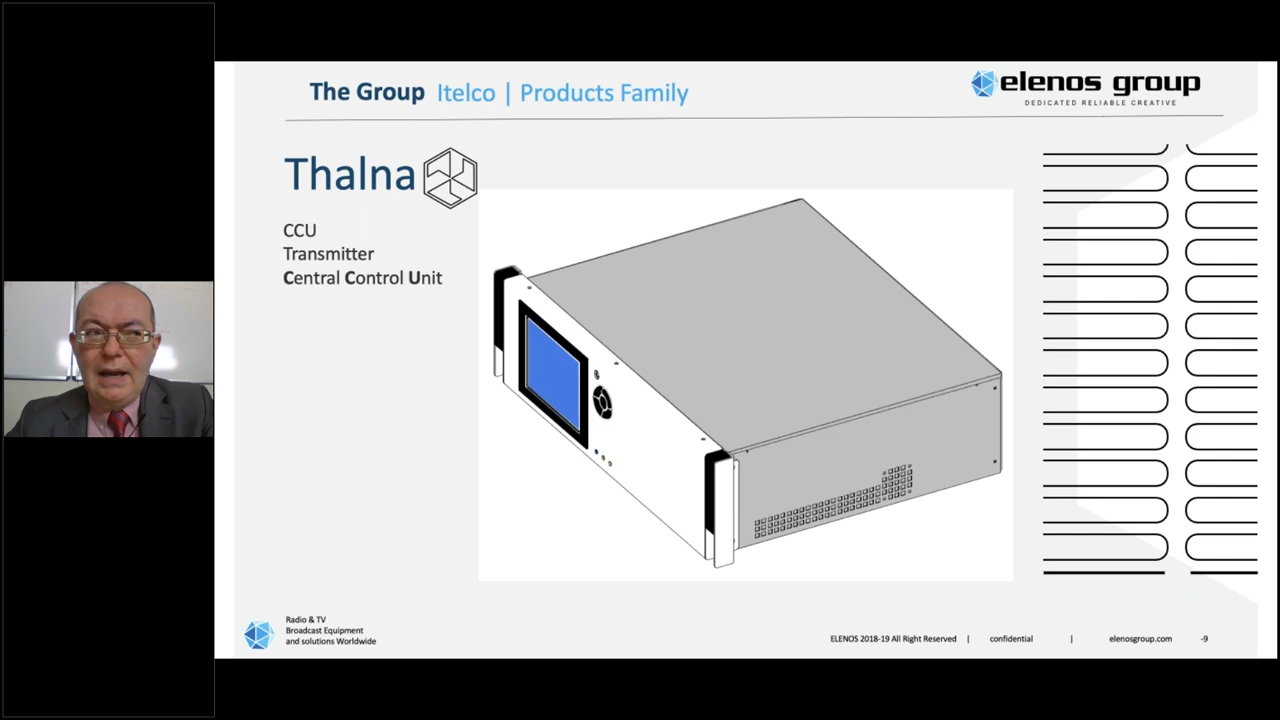 The Group Itelco | Products Family
elenos group
DEDICATED RELIABLE CREATIVE
Thalna
CCU
Transmitter
Central Control Unit
Radio & TV
Broadcast Equipment
and solutions Worldwide
ELENOS 2018-19 All Right Reserved | confidential | elenosgroup.com -9